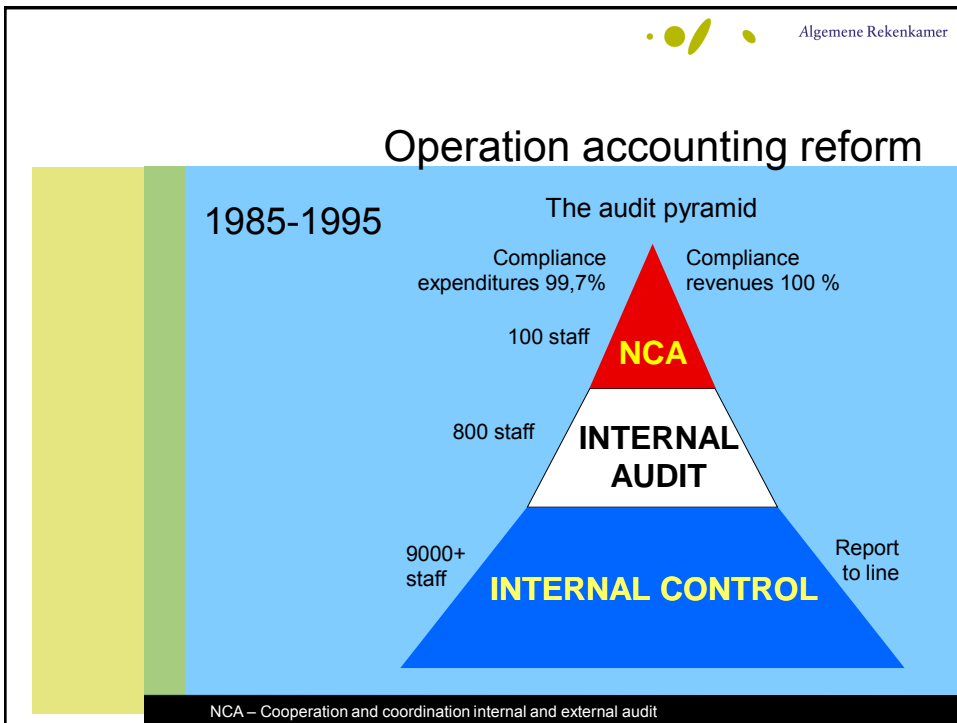 Algemene Rekenkamer
Operation accounting reform
1985-1995
The audit pyramid
Compliance
expenditures 99,7%
Compliance
revenues 100 %
100 staff
NCA
800 staff
INTERNAL
AUDIT
9000+
staff
INTERNAL CONTROL
Report
to line
NCA – Cooperation and coordination internal and external audit